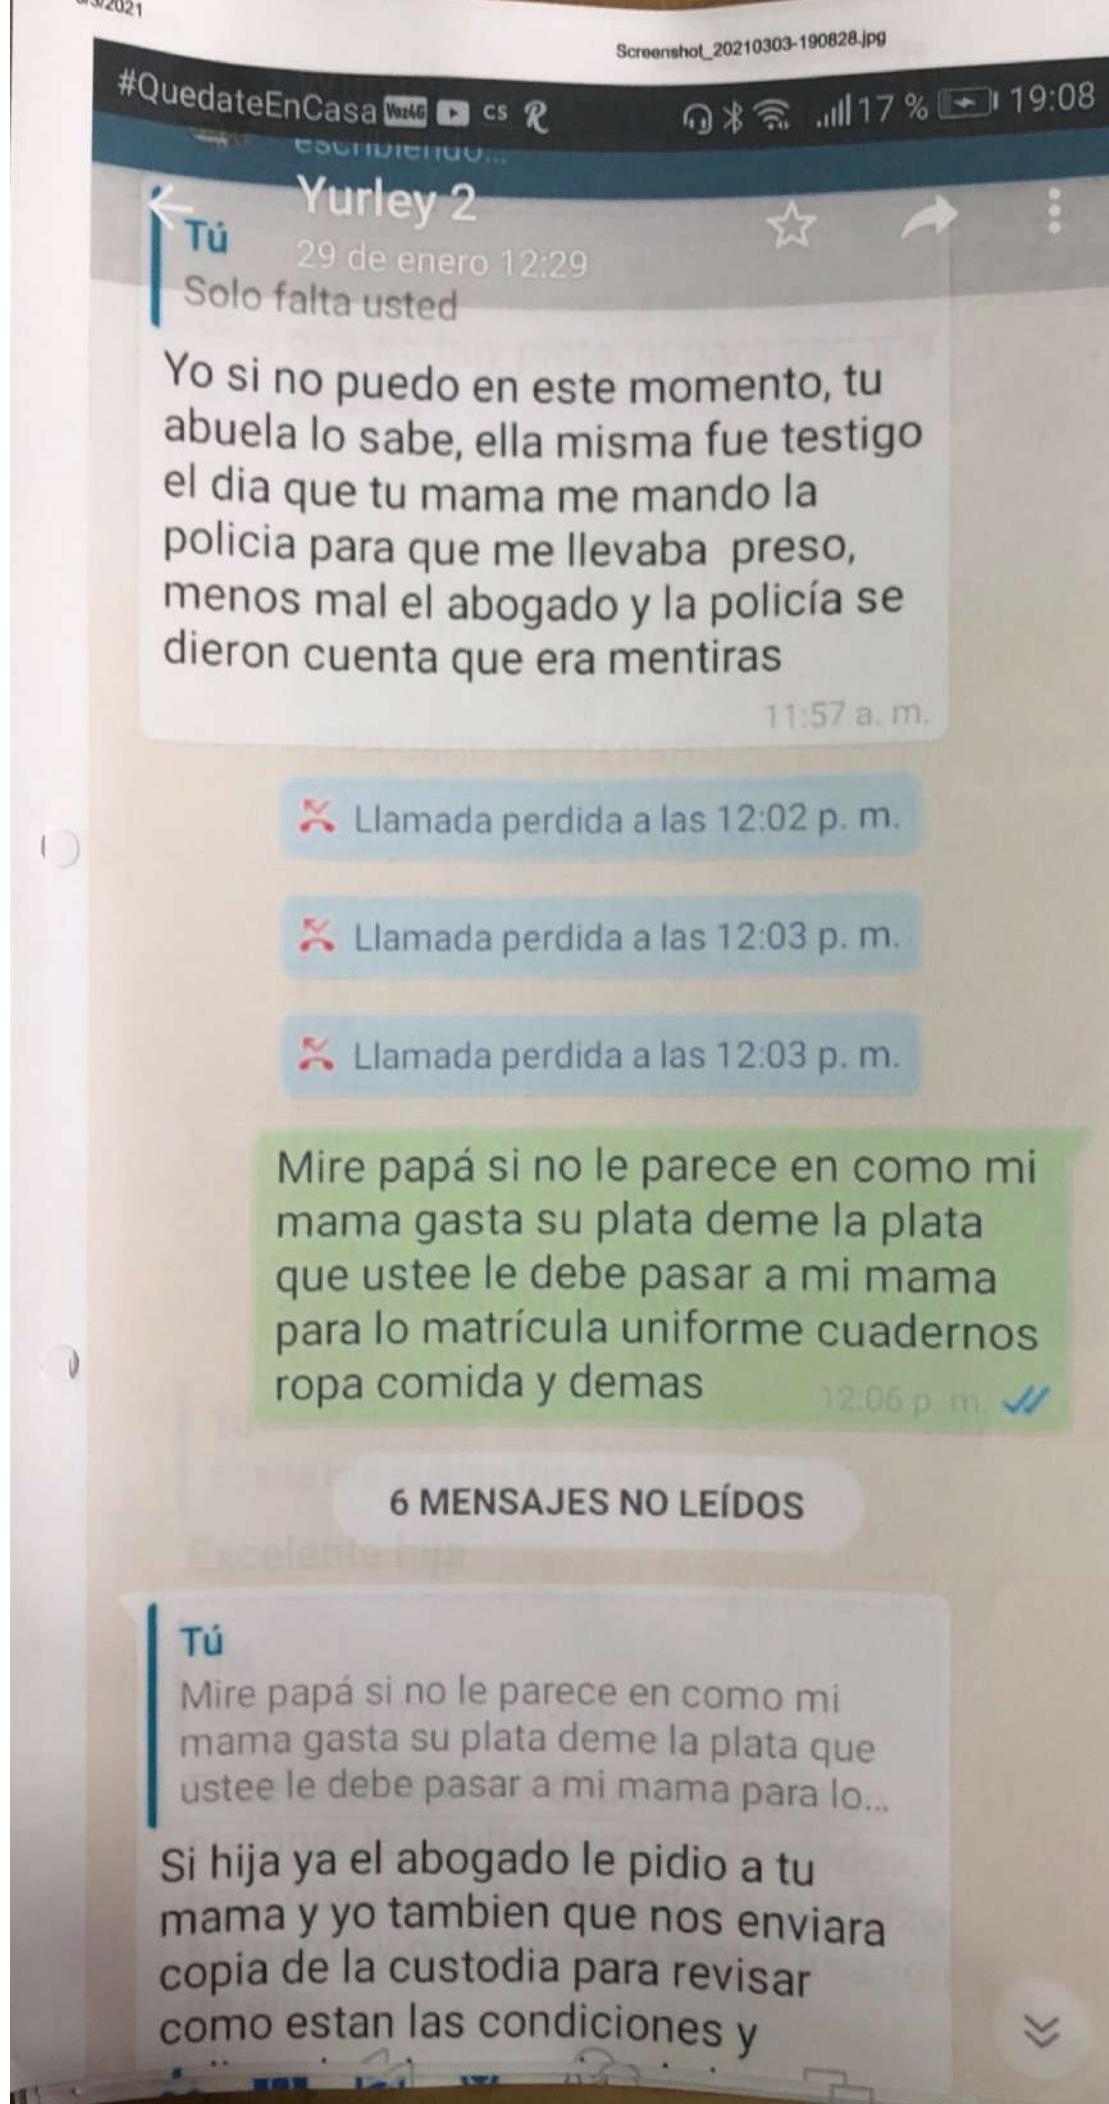 /2021
Screenshot_20210303-190828.jpg
#QuedateEnCasa CS R 17 % 19:08
escribiendo...
Yurley 2
Tú
29 de enero 12:29
Solo falta usted
Yo si no puedo en este momento, tu
abuela lo sabe, ella misma fue testigo
el dia que tu mama me mando la
policia para que me llevaba preso,
menos mal el abogado y la policía se
dieron cuenta que era mentiras
11:57 a. m.
Llamada perdida a las 12:02 p. m.
Llamada perdida a las 12:03 p. m.
Llamada perdida a las 12:03 p. m.
Mire papá si no le parece en como mi
mama gasta su plata deme la plata
que ustee le debe pasar a mi mama
para lo matrícula uniforme cuadernos
ropa comida y demas
12:06 p. m.
6 MENSAJES NO LEÍDOS
Excelente hija
Tú
Mire papá si no le parece en como mi
mama gasta su plata deme la plata que
ustee le debe pasar a mi mama para lo...
Si hija ya el abogado le pidio a tu
mama y yo tambien que nos enviara
copia de la custodia para revisar
como estan las condiciones y